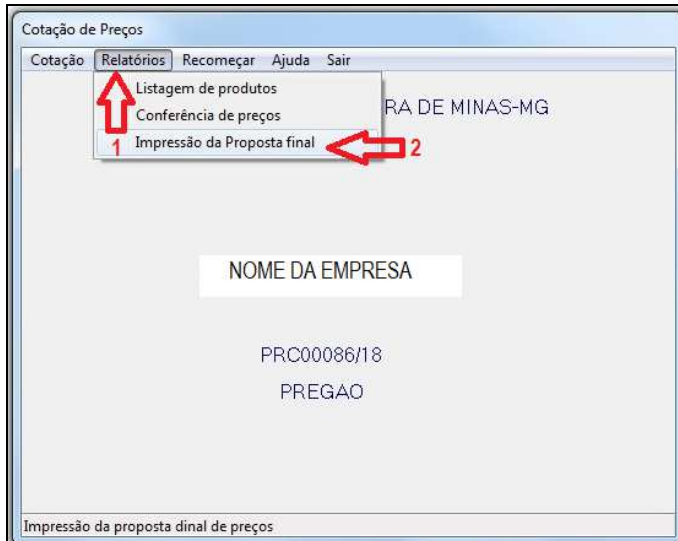 Cotação de Preços
Cotação Relatórios Recomeçar Ajuda Sair
Listagem de produtos
RA DE MINAS-MG
Conferência de preços
1 Impressão da Proposta final 2
NOME DA EMPRESA
PRC00086/18
PREGAO
Impressão da proposta dinal de preços